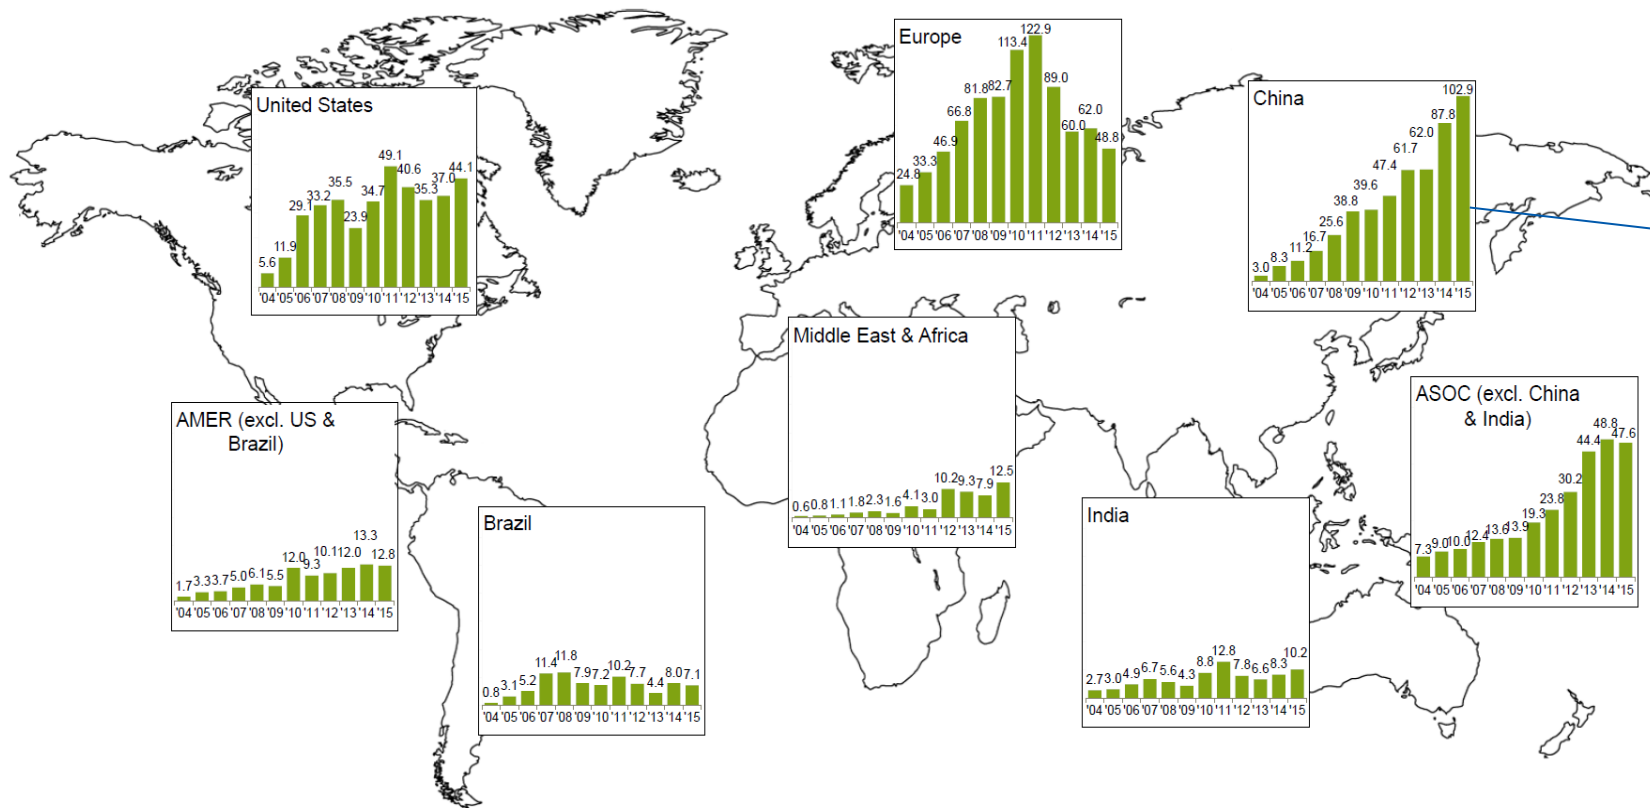 United States
5.6 11.9 29.1 33.2 35.5 23.9 34.7 49.1 40.6 35.3 37.0 44.1
'04 '05 '06 '07 '08 '09 '10 '11 '12 '13 '14 '15
Europe
24.8 33.3 46.9 66.8 81.8 82.7 113.4 122.9 89.0 60.0 62.0 48.8
'04 '05 '06 '07 '08 '09 '10 '11 '12 '13 '14 '15
China
3.0 8.3 11.2 16.7 25.6 38.8 39.6 47.4 61.7 62.0 87.8 102.9
'04 '05 '06 '07 '08 '09 '10 '11 '12 '13 '14 '15
Middle East & Africa
0.6 0.8 1.1 1.8 2.3 1.6 4.1 3.0 10.2 9.3 7.9 12.5
'04 '05 '06 '07 '08 '09 '10 '11 '12 '13 '14 '15
AMER (excl. US &
Brazil)
1.7 3.3 3.7 5.0 6.1 5.5 12.0 9.3 10.1 12.0 13.3 12.8
'04 '05 '06 '07 '08 '09 '10 '11 '12 '13 '14 '15
ASOC (excl. China
& India)
7.3 9.0 10.0 12.4 13.6 13.9 19.3 23.8 30.2 44.4 48.8 47.6
'04 '05 '06 '07 '08 '09 '10 '11 '12 '13 '14 '15
Brazil
0.8 3.1 5.2 11.4 11.8 7.9 7.2 10.2 7.7 4.4 8.0 7.1
'04 '05 '06 '07 '08 '09 '10 '11 '12 '13 '14 '15
India
2.7 3.0 4.9 6.7 5.6 4.3 8.8 12.8 7.8 6.6 8.3 10.2
'04 '05 '06 '07 '08 '09 '10 '11 '12 '13 '14 '15